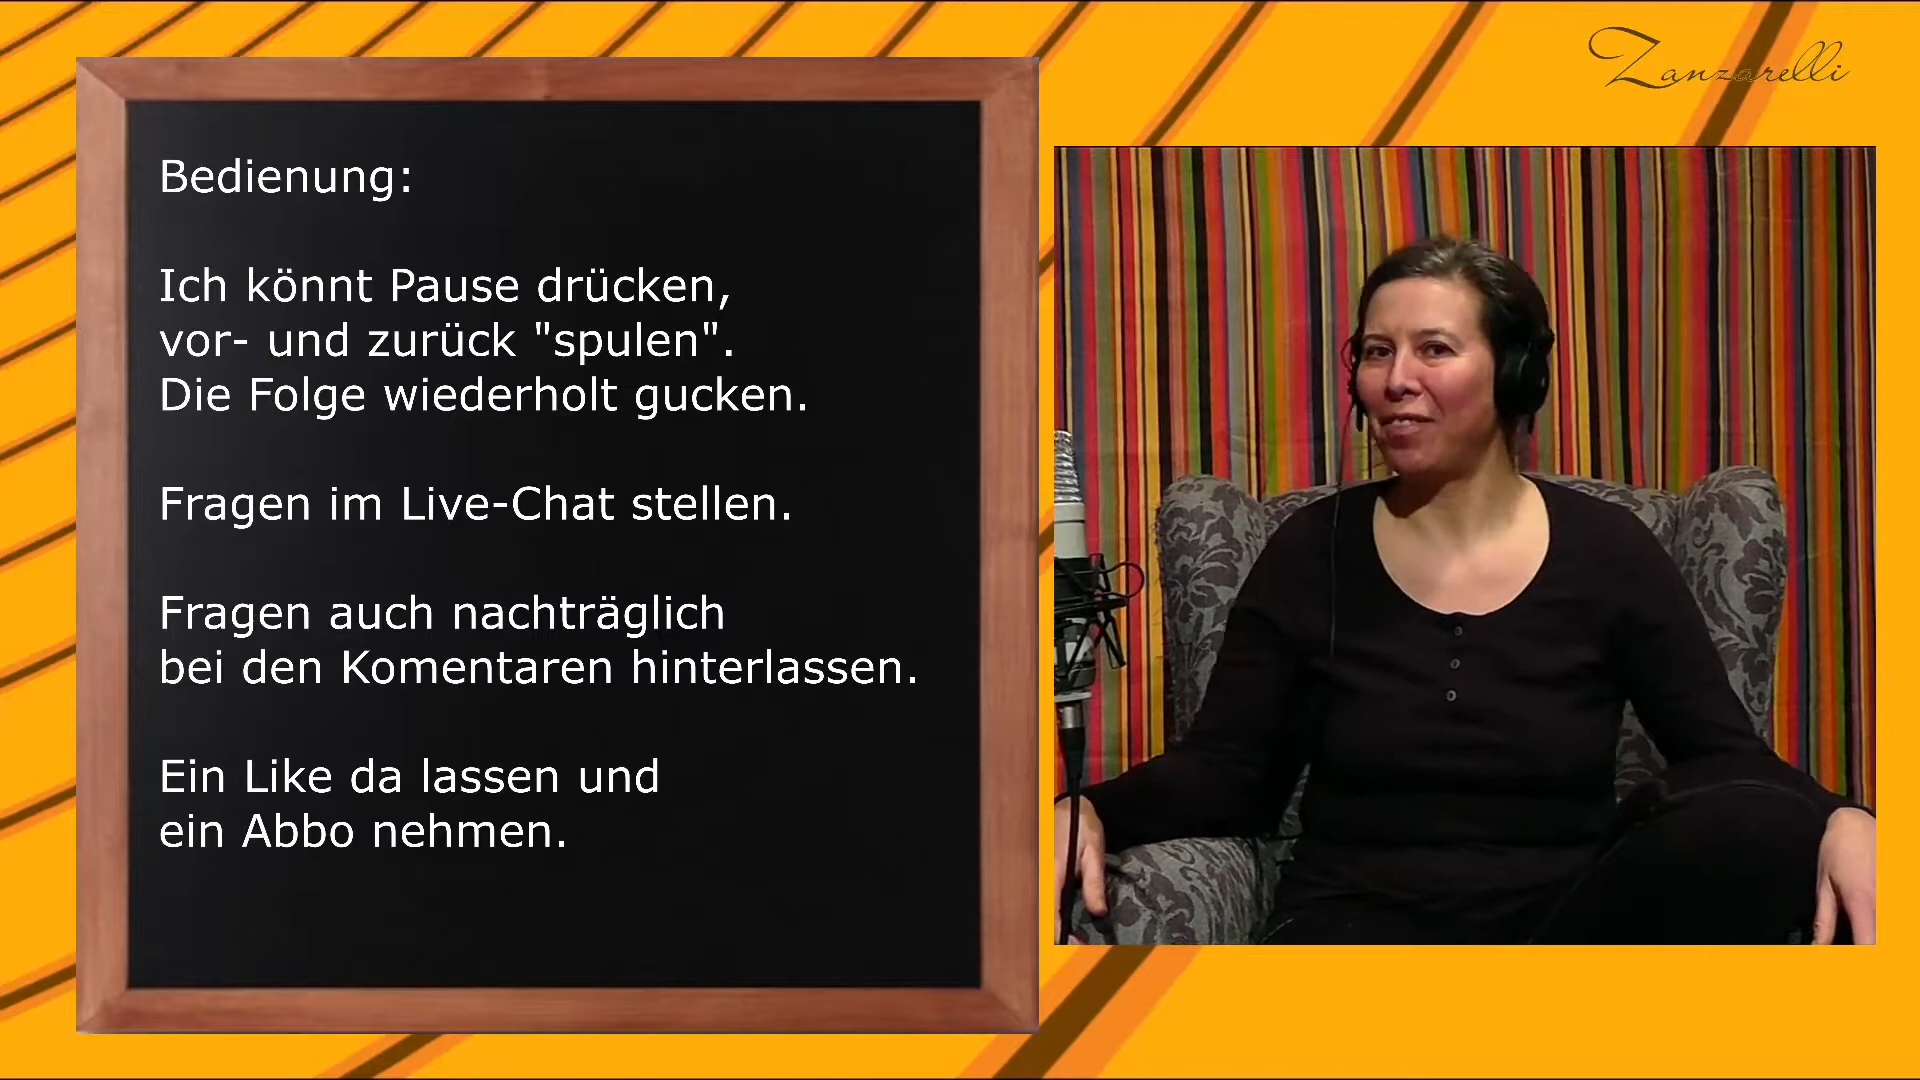 Zanzarelli
Bedienung:
Ich könnt Pause drücken,
vor- und zurück "spulen".
Die Folge wiederholt gucken.
Fragen im Live-Chat stellen.
Fragen auch nachträglich
bei den Komentaren hinterlassen.
Ein Like da lassen und
ein Abbo nehmen.